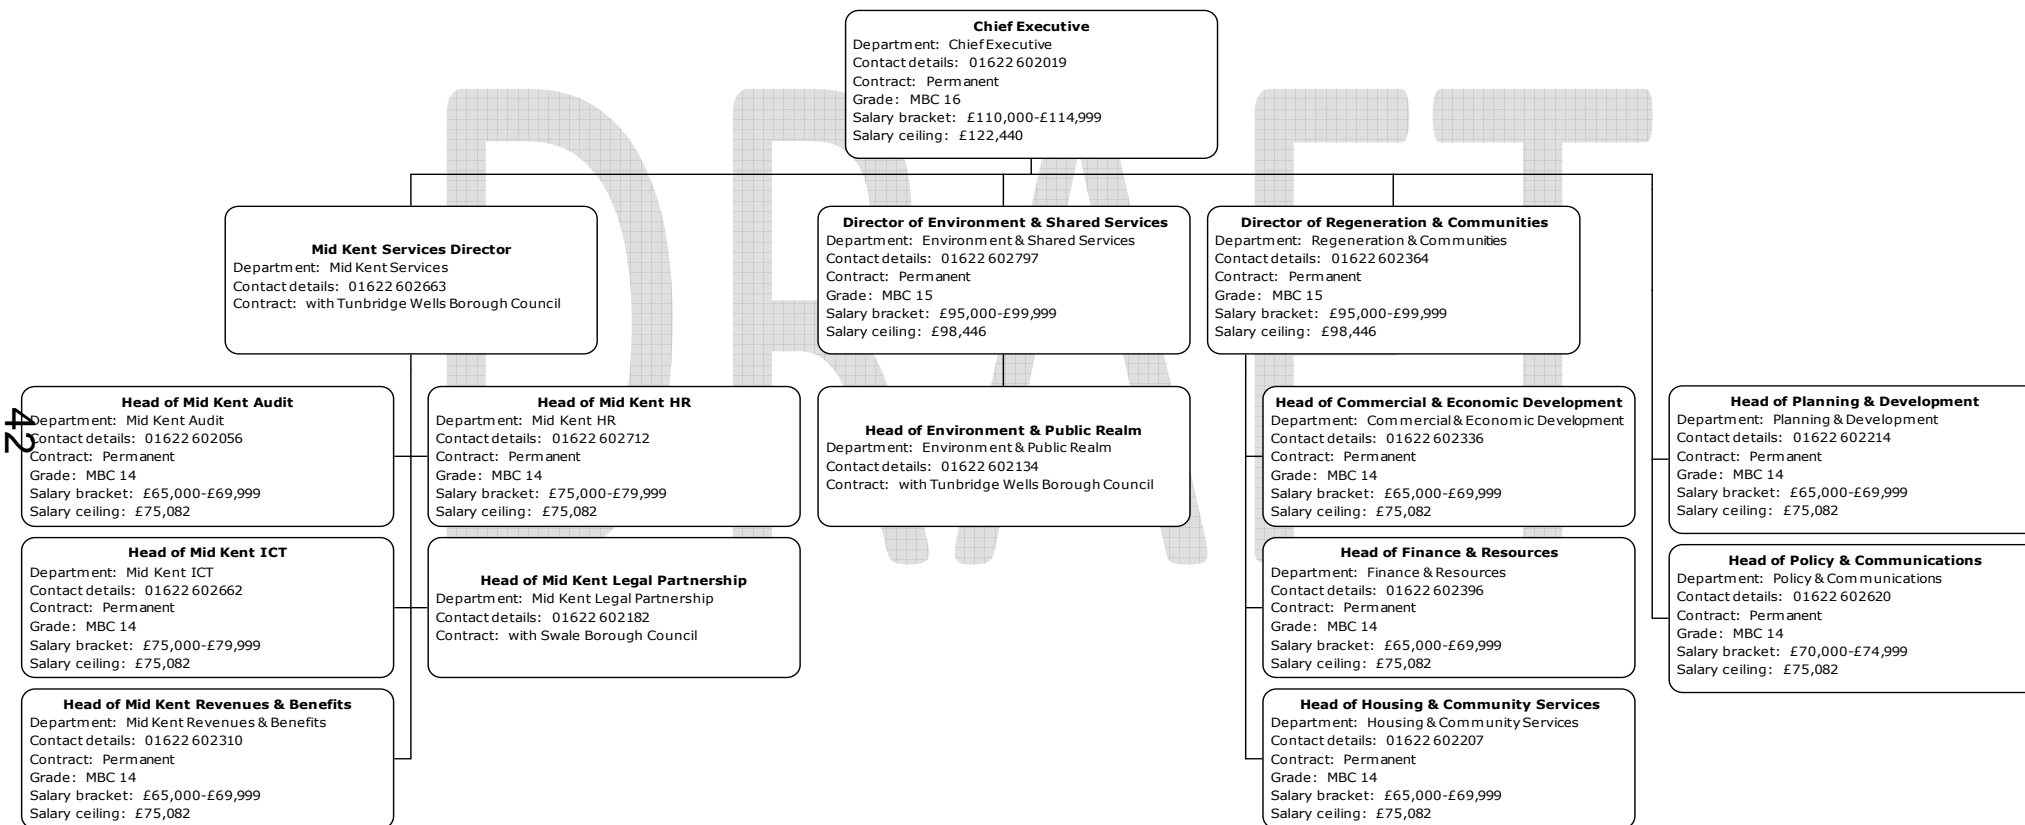 DRAFT
Chief Executive
Department: Chief Executive
Contact details: 01622 602019
Contract: Permanent
Grade: MBC 16
Salary bracket: £110,000-£114,999
Salary ceiling: £122,440
Mid Kent Services Director
Department: Mid Kent Services
Contact details: 01622 602663
Contract: with Tunbridge Wells Borough Council
Director of Environment & Shared Services
Department: Environment & Shared Services
Contact details: 01622 602797
Contract: Permanent
Grade: MBC 15
Salary bracket: £95,000-£99,999
Salary ceiling: £98,446
Director of Regeneration & Communities
Department: Regeneration & Communities
Contact details: 01622 602364
Contract: Permanent
Grade: MBC 15
Salary bracket: £95,000-£99,999
Salary ceiling: £98,446
Head of Mid Kent Audit
Department: Mid Kent Audit
Contact details: 01622 602056
Contract: Permanent
Grade: MBC 14
Salary bracket: £65,000-£69,999
Salary ceiling: £75,082
Head of Mid Kent HR
Department: Mid Kent HR
Contact details: 01622 602712
Contract: Permanent
Grade: MBC 14
Salary bracket: £75,000-£79,999
Salary ceiling: £75,082
Head of Environment & Public Realm
Department: Environment & Public Realm
Contact details: 01622 602134
Contract: with Tunbridge Wells Borough Council
Head of Commercial & Economic Development
Department: Commercial & Economic Development
Contact details: 01622 602336
Contract: Permanent
Grade: MBC 14
Salary bracket: £65,000-£69,999
Salary ceiling: £75,082
Head of Planning & Development
Department: Planning & Development
Contact details: 01622 602214
Contract: Permanent
Grade: MBC 14
Salary bracket: £65,000-£69,999
Salary ceiling: £75,082
Head of Mid Kent ICT
Department: Mid Kent ICT
Contact details: 01622 602662
Contract: Permanent
Grade: MBC 14
Salary bracket: £75,000-£79,999
Salary ceiling: £75,082
Head of Mid Kent Legal Partnership
Department: Mid Kent Legal Partnership
Contact details: 01622 602182
Contract: with Swale Borough Council
Head of Finance & Resources
Department: Finance & Resources
Contact details: 01622 602396
Contract: Permanent
Grade: MBC 14
Salary bracket: £65,000-£69,999
Salary ceiling: £75,082
Head of Policy & Communications
Department: Policy & Communications
Contact details: 01622 602620
Contract: Permanent
Grade: MBC 14
Salary bracket: £70,000-£74,999
Salary ceiling: £75,082
Head of Mid Kent Revenues & Benefits
Department: Mid Kent Revenues & Benefits
Contact details: 01622 602310
Contract: Permanent
Grade: MBC 14
Salary bracket: £65,000-£69,999
Salary ceiling: £75,082
Head of Housing & Community Services
Department: Housing & Community Services
Contact details: 01622 602207
Contract: Permanent
Grade: MBC 14
Salary bracket: £65,000-£69,999
Salary ceiling: £75,082
42